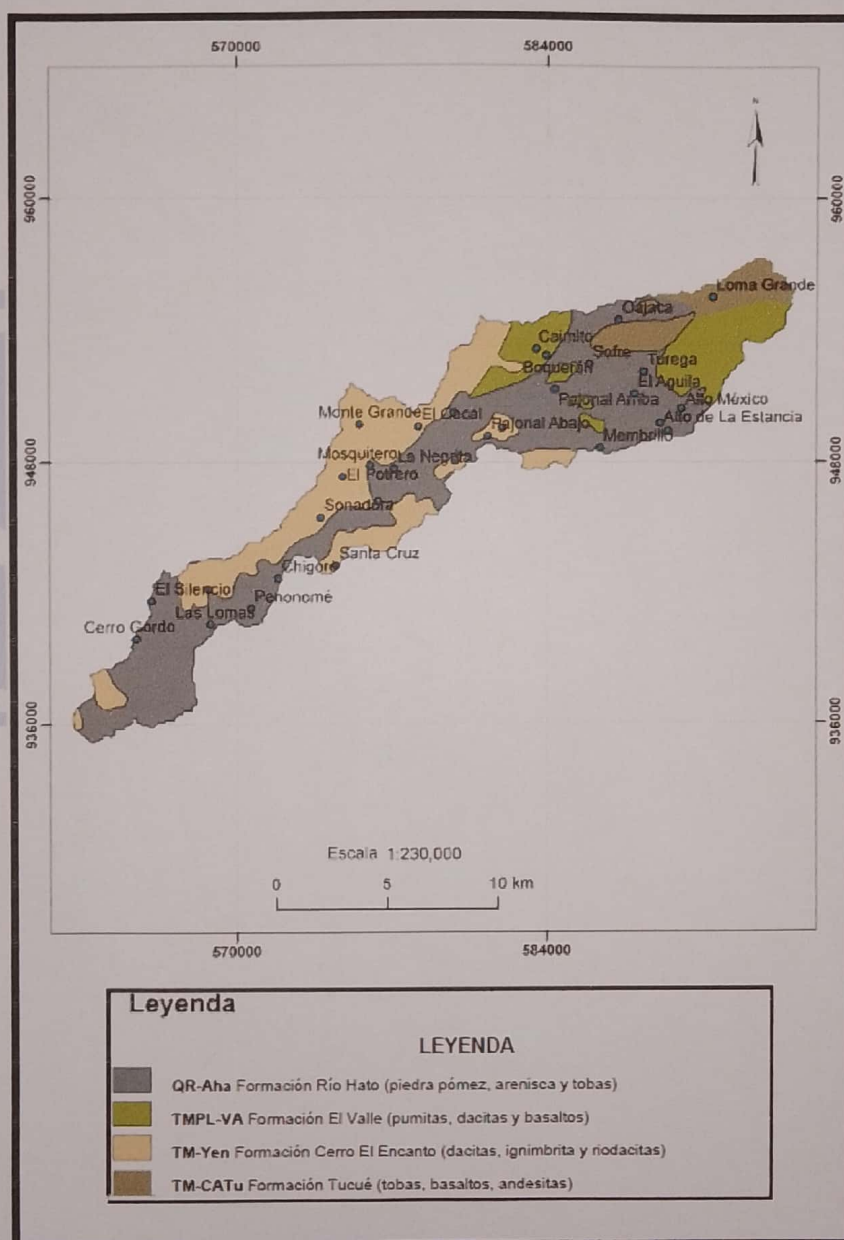 570000 584000
N
960000 960000
Loma Grande
Oajaca
Caimito
Sofre
Turega
Boquerón
El Aguila
Pajonal Arriba
Alto México
Monte Grande
El Cocal
Pajonal Abajo
Alto de La Estancia
Membrillo
948000 948000
Mosquitero
La Negrita
El Potrero
Sonadora
Santa Cruz
Chigoré
El Silencio
Penonomé
Las Lomas
Cerro Gordo
936000 936000
Escala 1:230,000
0 5 10 km
570000 584000
Leyenda
LEYENDA
QR-Aha Formación Río Hato (piedra pómez, arenisca y tobas)
TMPL-VA Formación El Valle (pumitas, dacitas y basaltos)
TM-Yen Formación Cerro El Encanto (dacitas, ignimbrita y riodacitas)
TM-CATu Formación Tucué (tobas, basaltos, andesitas)